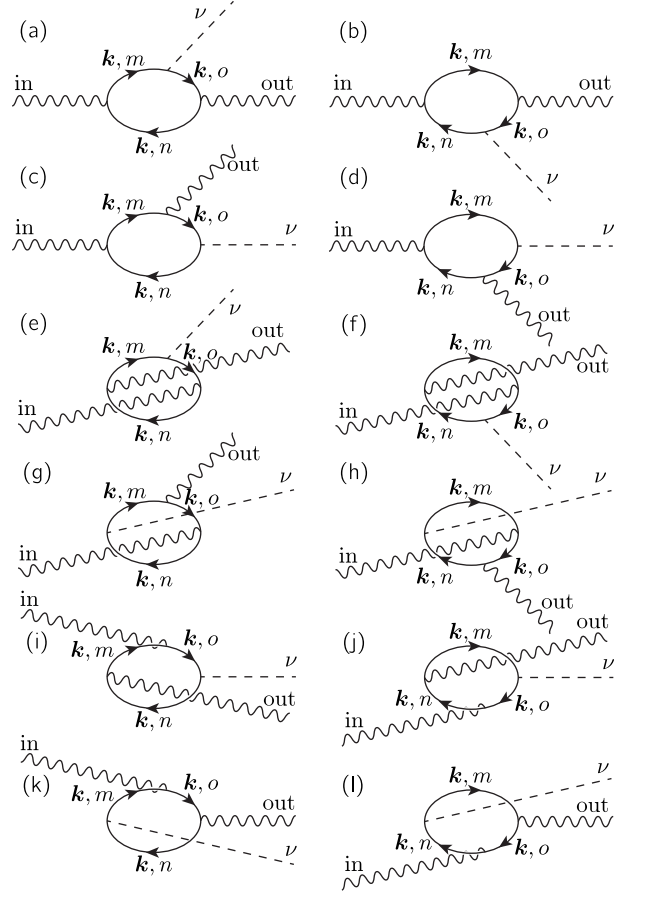 (a)
ν
k, m
k, o
in
out
k, n
(b)
k, m
in
out
k, n
k, o
ν
(c)
out
k, m
k, o
in
ν
k, n
(d)
k, m
in
ν
k, n
k, o
out
(e)
ν
k, m
k, o
out
in
k, n
(f)
k, m
out
in
k, n
k, o
ν
(g)
out
k, m
k, o
ν
in
k, n
(h)
k, m
ν
in
k, n
k, o
out
in
(i)
k, m
k, o
ν
out
k, n
(j)
k, m
out
ν
k, n
k, o
in
in
(k)
k, m
k, o
out
k, n
ν
(l)
k, m
ν
out
k, n
k, o
in